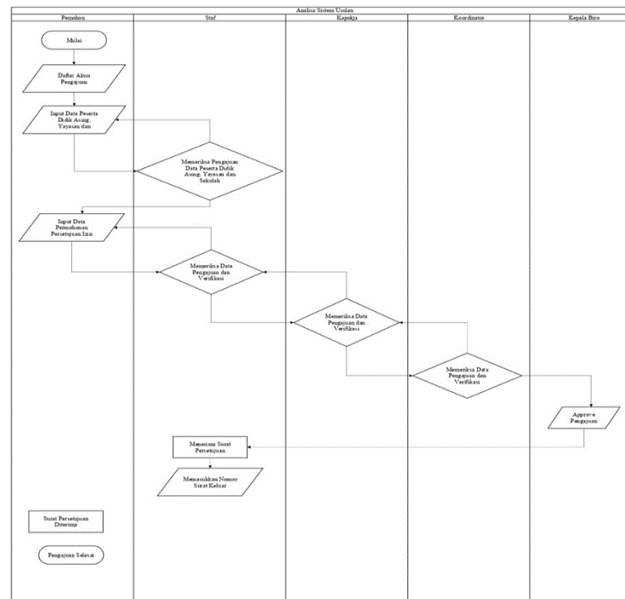 Analisa Sistem Usulan
Pemohon
Staf
Kapokja
Koordinator
Kepala Biro
Mulai
Daftar Akun
Pengajuan
Input Data Peserta
Didik Asing,
Yayasan dan
Memeriksa Pengajuan
Data Peserta Didik
Asing, Yayasan dan
Sekolah
Input Data
Permohonan
Persetujuan Izin
Memeriksa Data
Pengajuan dan
Verifikasi
Memeriksa Data
Pengajuan dan
Verifikasi
Memeriksa Data
Pengajuan dan
Verifikasi
Approve
Pengajuan
Menerima Surat
Persetujuan
Memasukkan Nomor
Surat Keluar
Surat Persetujuan
Diterima
Pengajuan Selesai